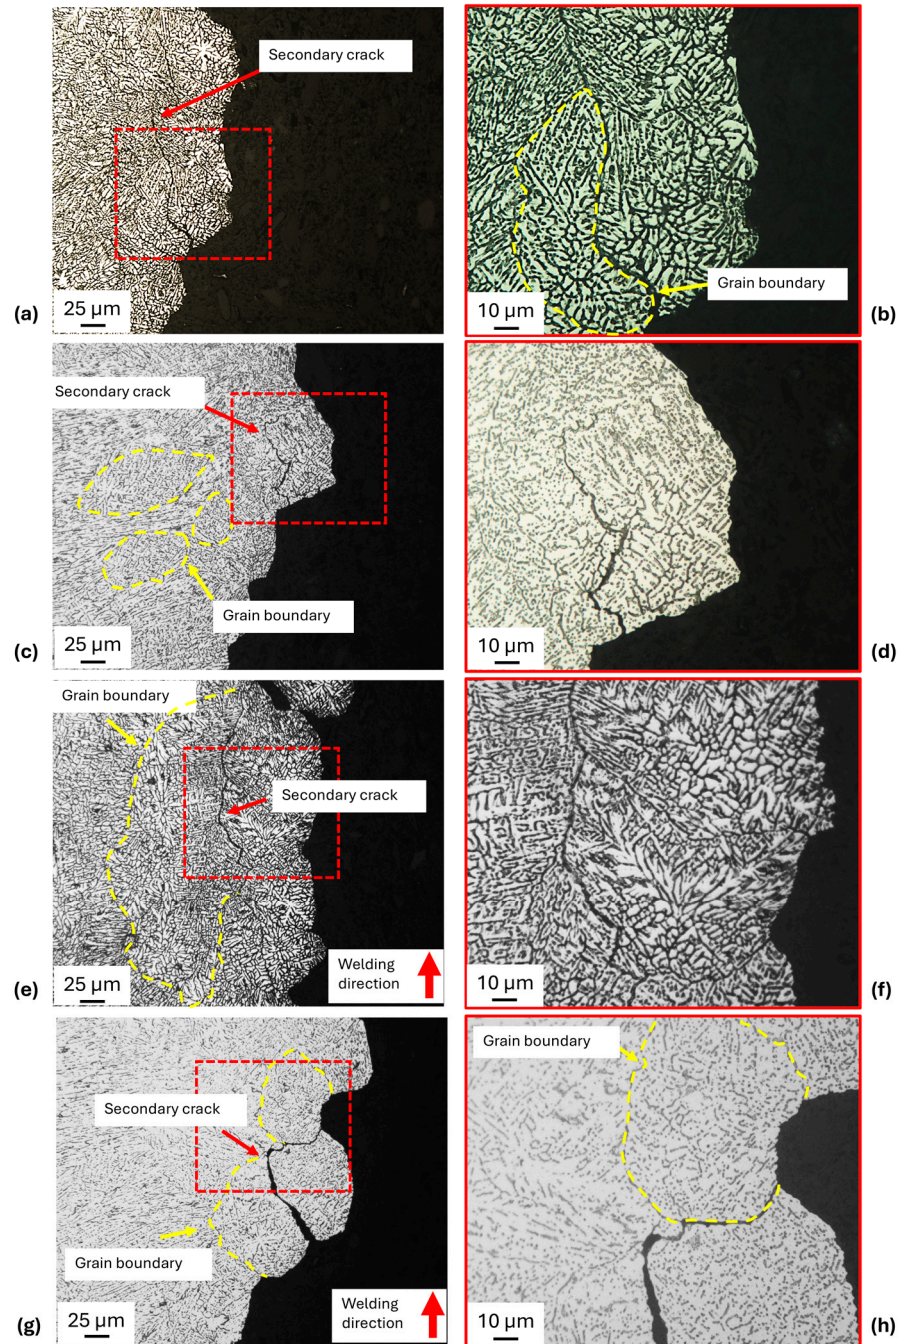 Secondary crack
25 µm
(a)
Grain boundary
10 µm
(b)
Secondary crack
Grain boundary
25 µm
(c)
10 µm
(d)
Grain boundary
Secondary crack
Welding
direction
25 µm
(e)
10 µm
(f)
Secondary crack
Grain boundary
Welding
direction
25 µm
(g)
Grain boundary
10 µm
(h)